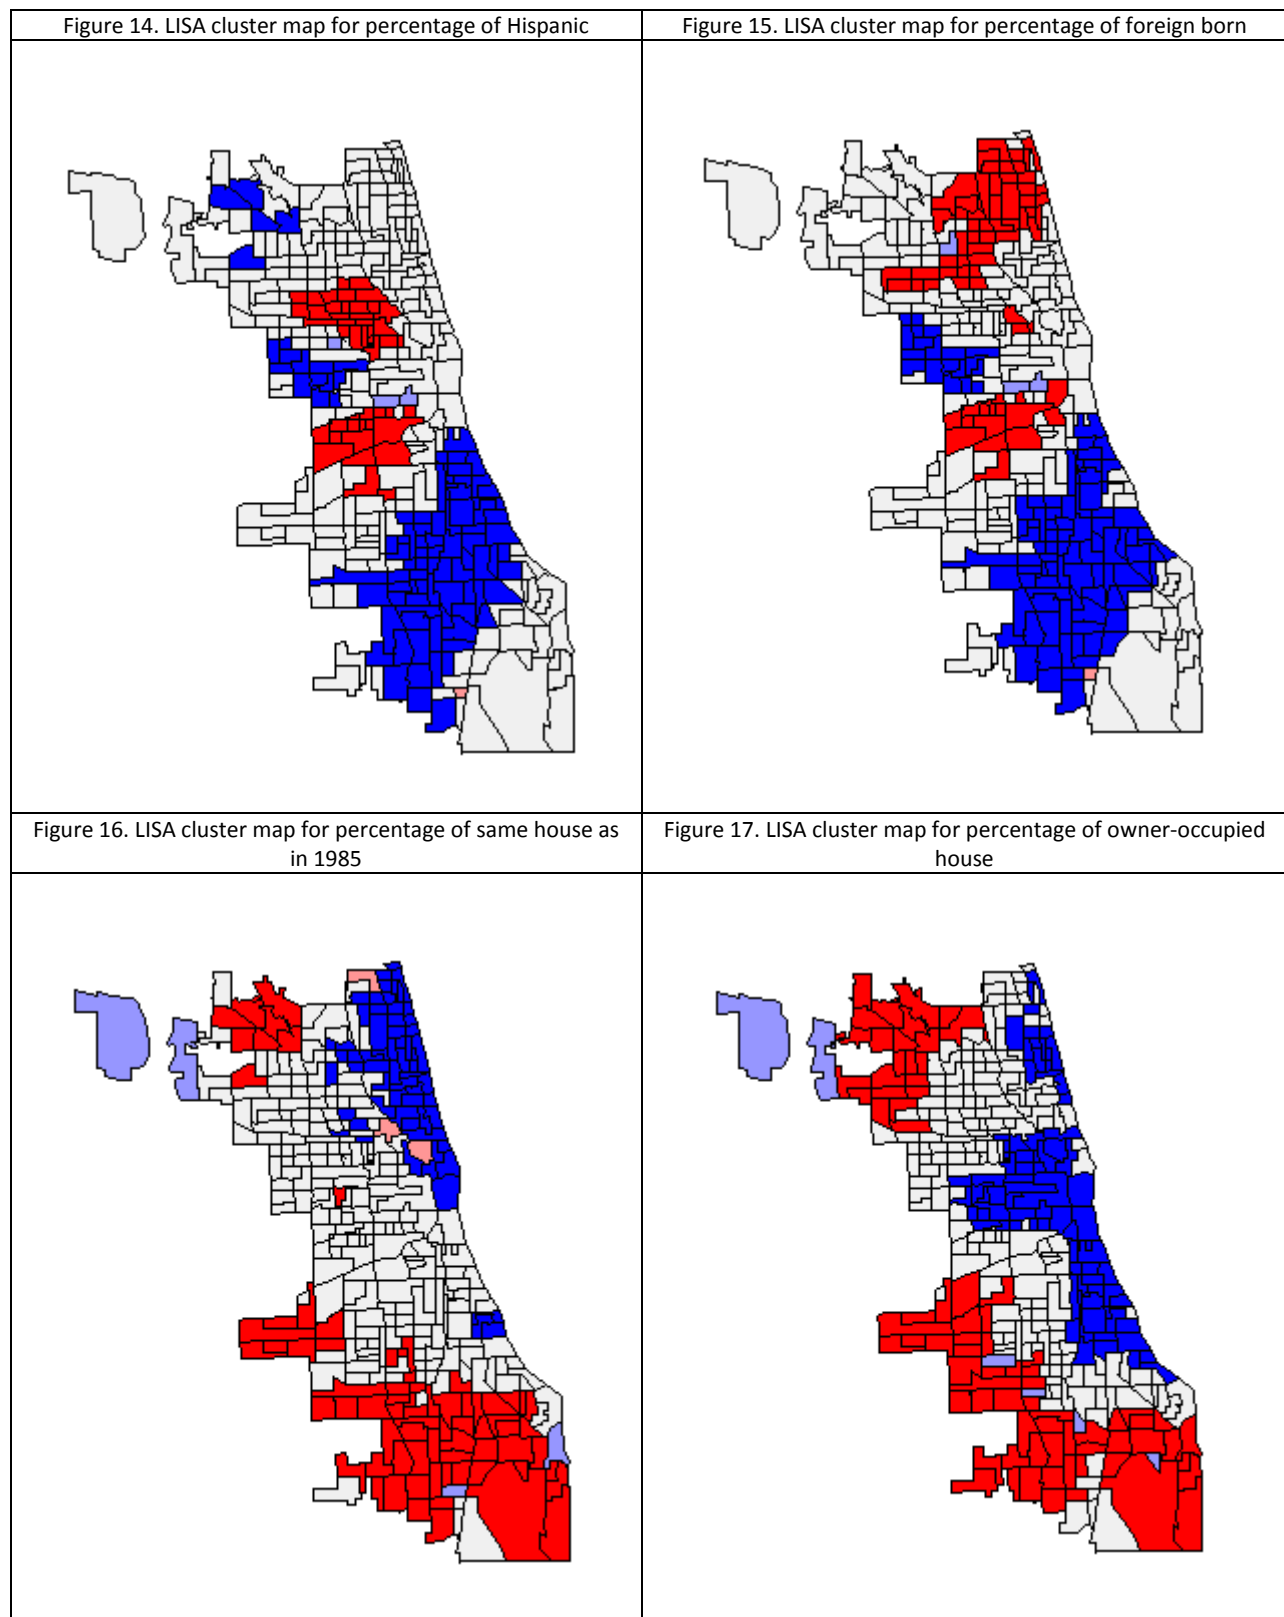 Figure 14. LISA cluster map for percentage of Hispanic
Figure 15. LISA cluster map for percentage of foreign born
Figure 16. LISA cluster map for percentage of same house as
in 1985
Figure 17. LISA cluster map for percentage of owner-occupied
house